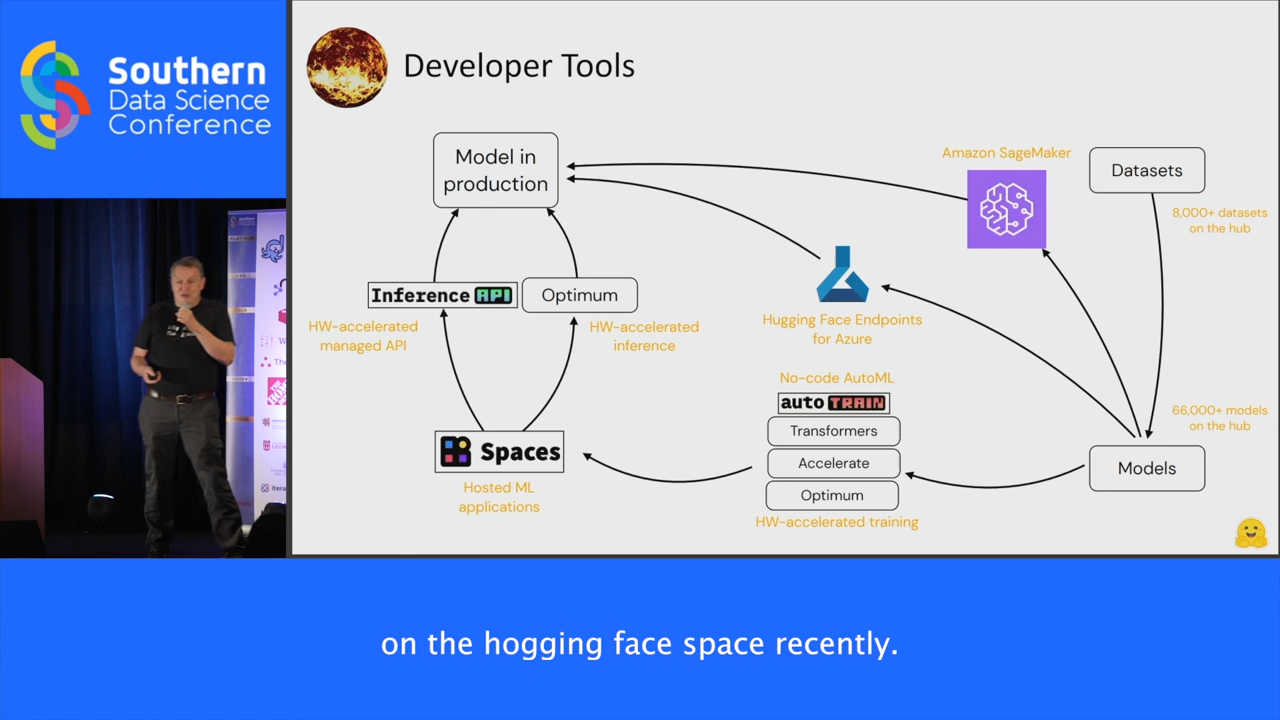 Southern
Data Science
Conference
Developer Tools
Model in
production
Amazon SageMaker
Datasets
8,000+ datasets
on the hub
Inference API
Optimum
HW-accelerated
managed API
HW-accelerated
inference
Hugging Face Endpoints
for Azure
No-code AutoML
auto TRAIN
Transformers
Accelerate
Optimum
HW-accelerated training
66,000+ models
on the hub
Models
Spaces
Hosted ML
applications
on the hogging face space recently.